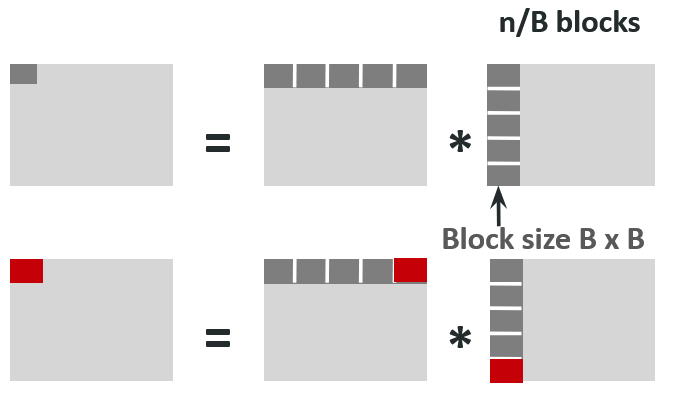 n/B blocks
= *
Block size B x B
= *